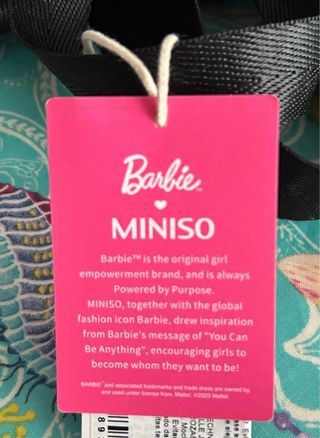 Barbie
MINISO
Barbie™ is the original girl
empowerment brand, and is always
Powered by Purpose.
MINISO, together with the global
fashion icon Barbie, drew inspiration
from Barbie's message of "You Can
Be Anything", encouraging girls to
become whom they want to be!
BARBIE™ and associated trademarks and trade dress are owned by,
and used under license from, Mattel. ©2023 Mattel.